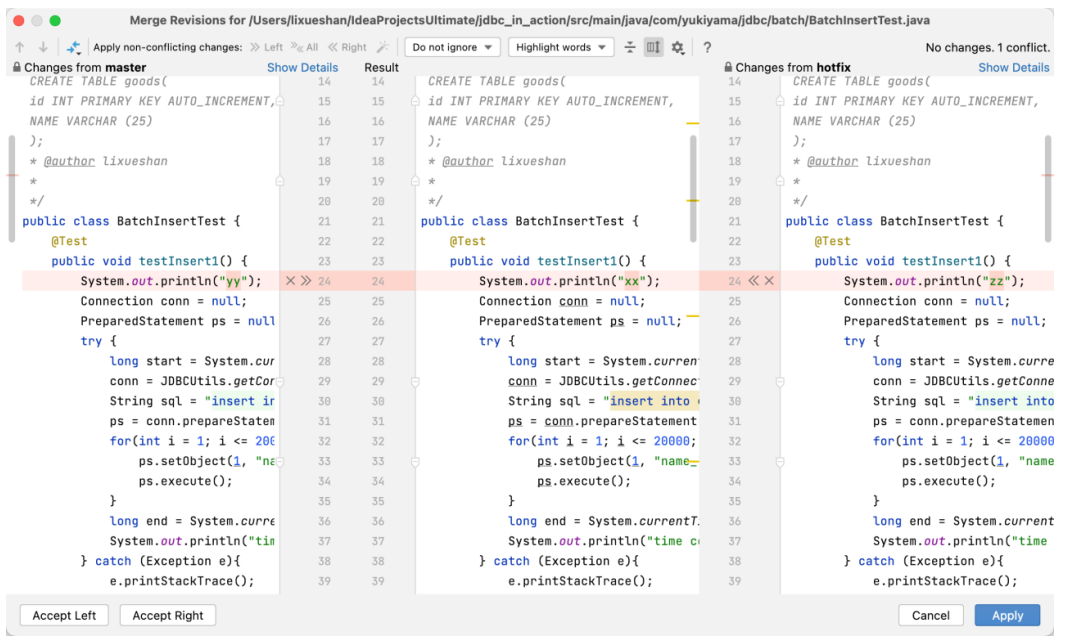 Merge Revisions for /Users/lixueshan/IdeaProjectsUltimate/jdbc_in_action/src/main/java/com/yukiyama/jdbc/batch/BatchInsertTest.java
Apply non-conflicting changes: Left All Right Do not ignore Highlight words ? No changes. 1 conflict.
Changes from master Show Details Result Changes from hotfix Show Details
CREATE TABLE goods( 14 14 CREATE TABLE goods( 14 CREATE TABLE goods(
id INT PRIMARY KEY AUTO_INCREMENT, 15 15 id INT PRIMARY KEY AUTO_INCREMENT, 15 id INT PRIMARY KEY AUTO_INCREMENT,
NAME VARCHAR (25) 16 16 NAME VARCHAR (25) 16 NAME VARCHAR (25)
); 17 17 ); 17 );
* @author lixueshan 18 18 * @author lixueshan 18 * @author lixueshan
* 19 19 * 19 *
*/ 20 20 */ 20 */
public class BatchInsertTest { 21 21 public class BatchInsertTest { 21 public class BatchInsertTest {
@Test 22 22 @Test 22 @Test
public void testInsert1() { 23 23 public void testInsert1() { 23 public void testInsert1() {
System.out.println("yy"); 24 24 System.out.println("xx"); 24 System.out.println("zz");
Connection conn = null; 25 25 Connection conn = null; 25 Connection conn = null;
PreparedStatement ps = null 26 26 PreparedStatement ps = null; 26 PreparedStatement ps = null;
try { 27 27 try { 27 try {
long start = System.cur 28 28 long start = System.current 28 long start = System.curre
conn = JDBCUtils.getCon 29 29 conn = JDBCUtils.getConnec 29 conn = JDBCUtils.getConne
String sql = "insert in 30 30 String sql = "insert into 30 String sql = "insert into
ps = conn.prepareStatem 31 31 ps = conn.prepareStatement 31 ps = conn.prepareStatemen
for(int i = 1; i <= 200 32 32 for(int i = 1; i <= 20000; 32 for(int i = 1; i <= 20000
ps.setObject(1, "na 33 33 ps.setObject(1, "name_ 33 ps.setObject(1, "name
ps.execute(); 34 34 ps.execute(); 34 ps.execute();
} 35 35 } 35 }
long end = System.curre 36 36 long end = System.currentT 36 long end = System.current
System.out.println("tim 37 37 System.out.println("time c 37 System.out.println("time
} catch (Exception e){ 38 38 } catch (Exception e){ 38 } catch (Exception e){
e.printStackTrace(); 39 39 e.printStackTrace(); 39 e.printStackTrace();
Accept Left Accept Right Cancel Apply